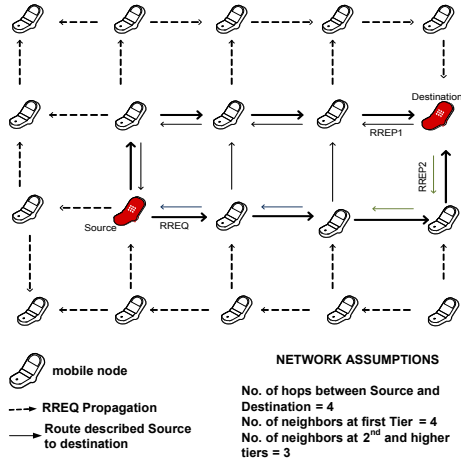 Destination
RREP1
RREP2
Source
RREQ
mobile node
RREQ Propagation
Route described Source
to destination
NETWORK ASSUMPTIONS
No. of hops between Source and
Destination = 4
No. of neighbors at first Tier = 4
No. of neighbors at 2nd and higher
tiers = 3